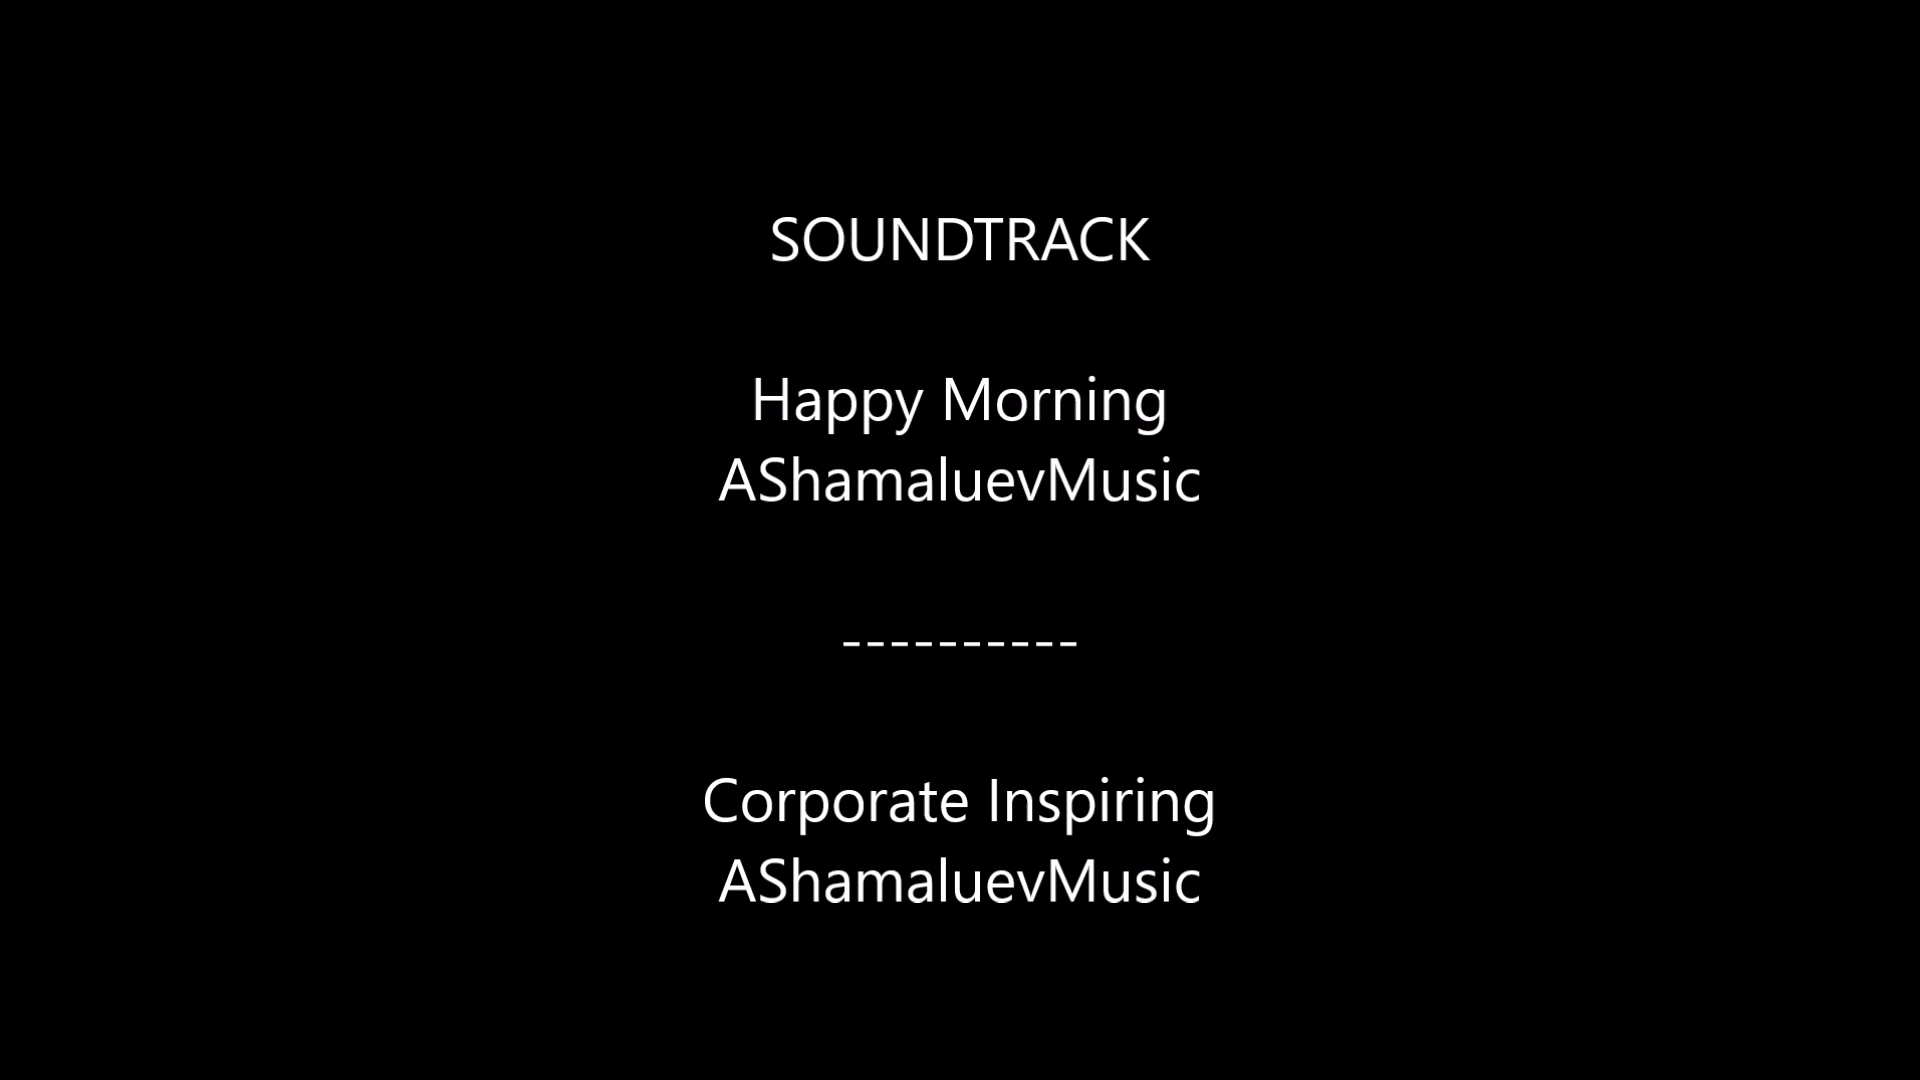 SOUNDTRACK
Happy Morning
AShamaluevMusic
----------
Corporate Inspiring
AShamaluevMusic